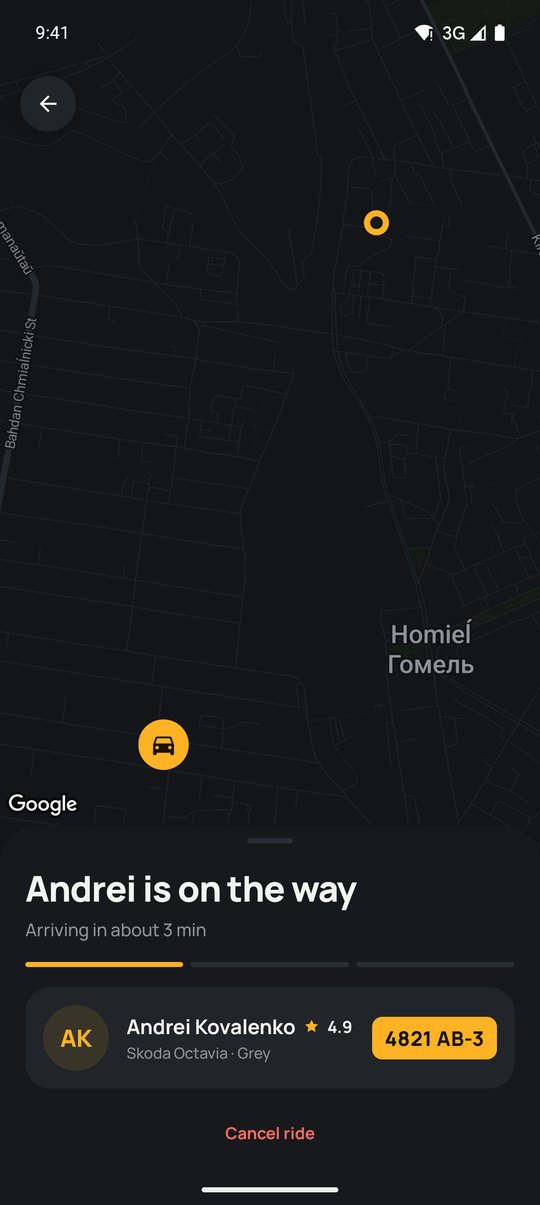 9:41
3G
Bahdan Chmiaĺnicki St
Homieĺ
Гомель
Google
Andrei is on the way
Arriving in about 3 min
AK
Andrei Kovalenko ★ 4.9
4821 AB-3
Skoda Octavia · Grey
Cancel ride